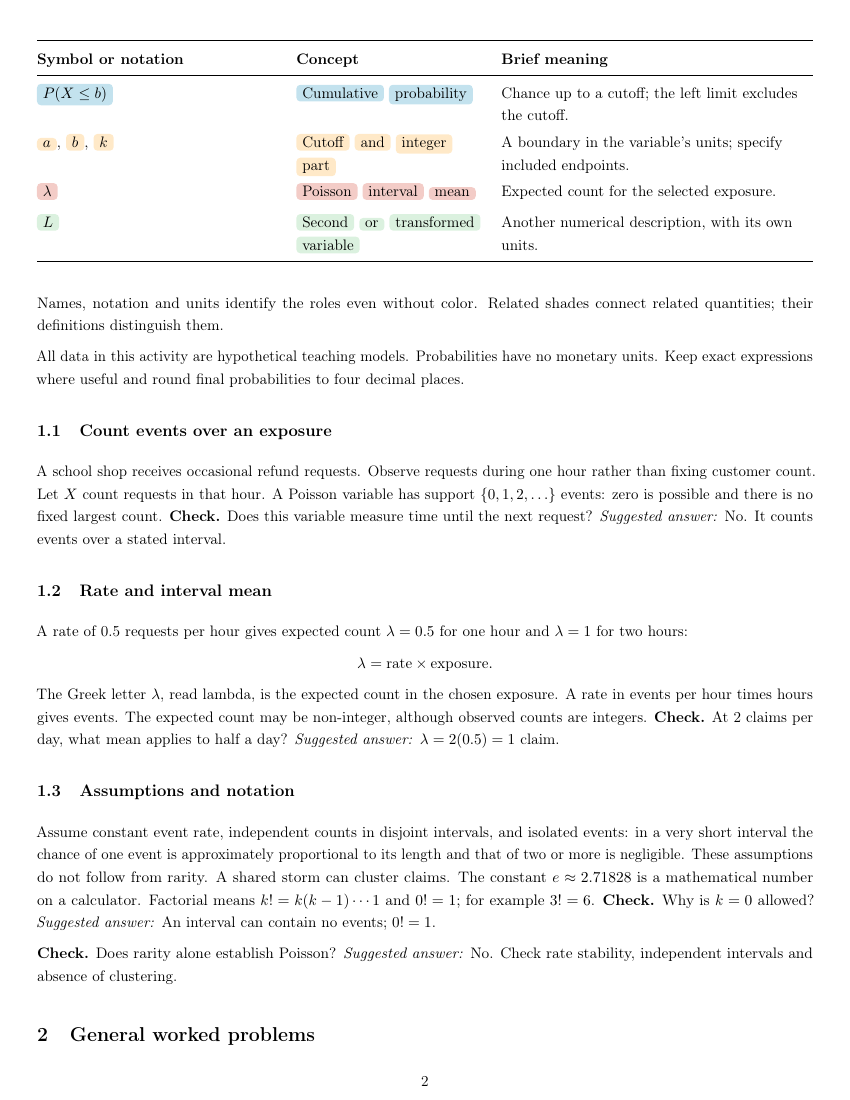 Symbol or notation Concept Brief meaning
P(X ≤ b) Cumulative probability Chance up to a cutoff; the left limit excludes
the cutoff.
a , b , k Cutoff and integer A boundary in the variable's units; specify
part included endpoints.
λ Poisson interval mean Expected count for the selected exposure.
L Second or transformed Another numerical description, with its own
variable units.
Names, notation and units identify the roles even without color. Related shades connect related quantities; their
definitions distinguish them.
All data in this activity are hypothetical teaching models. Probabilities have no monetary units. Keep exact expressions
where useful and round final probabilities to four decimal places.
1.1 Count events over an exposure
A school shop receives occasional refund requests. Observe requests during one hour rather than fixing customer count.
Let X count requests in that hour. A Poisson variable has support {0, 1, 2, . . .} events: zero is possible and there is no
fixed largest count. Check. Does this variable measure time until the next request? Suggested answer: No. It counts
events over a stated interval.
1.2 Rate and interval mean
A rate of 0.5 requests per hour gives expected count λ = 0.5 for one hour and λ = 1 for two hours:
λ = rate × exposure.
The Greek letter λ, read lambda, is the expected count in the chosen exposure. A rate in events per hour times hours
gives events. The expected count may be non-integer, although observed counts are integers. Check. At 2 claims per
day, what mean applies to half a day? Suggested answer: λ = 2(0.5) = 1 claim.
1.3 Assumptions and notation
Assume constant event rate, independent counts in disjoint intervals, and isolated events: in a very short interval the
chance of one event is approximately proportional to its length and that of two or more is negligible. These assumptions
do not follow from rarity. A shared storm can cluster claims. The constant e ≈ 2.71828 is a mathematical number
on a calculator. Factorial means k! = k(k − 1) · · · 1 and 0! = 1; for example 3! = 6. Check. Why is k = 0 allowed?
Suggested answer: An interval can contain no events; 0! = 1.
Check. Does rarity alone establish Poisson? Suggested answer: No. Check rate stability, independent intervals and
absence of clustering.
2 General worked problems
2